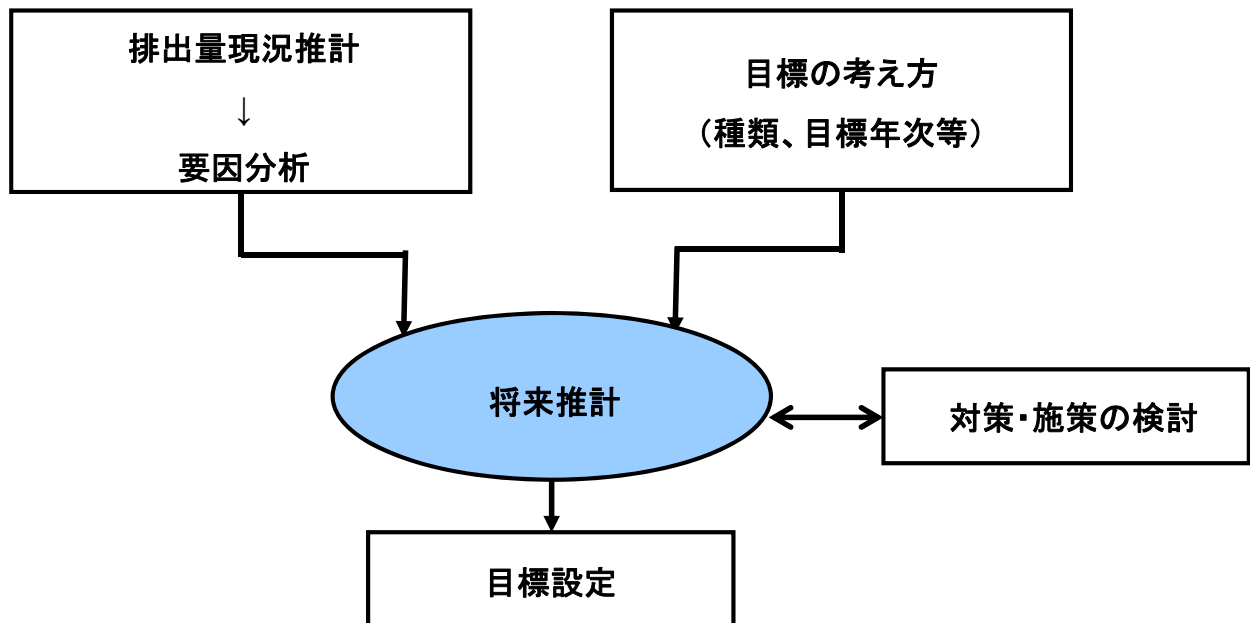 排出量現況推計
↓
要因分析
目標の考え方
（種類、目標年次等）
将来推計
対策・施策の検討
目標設定